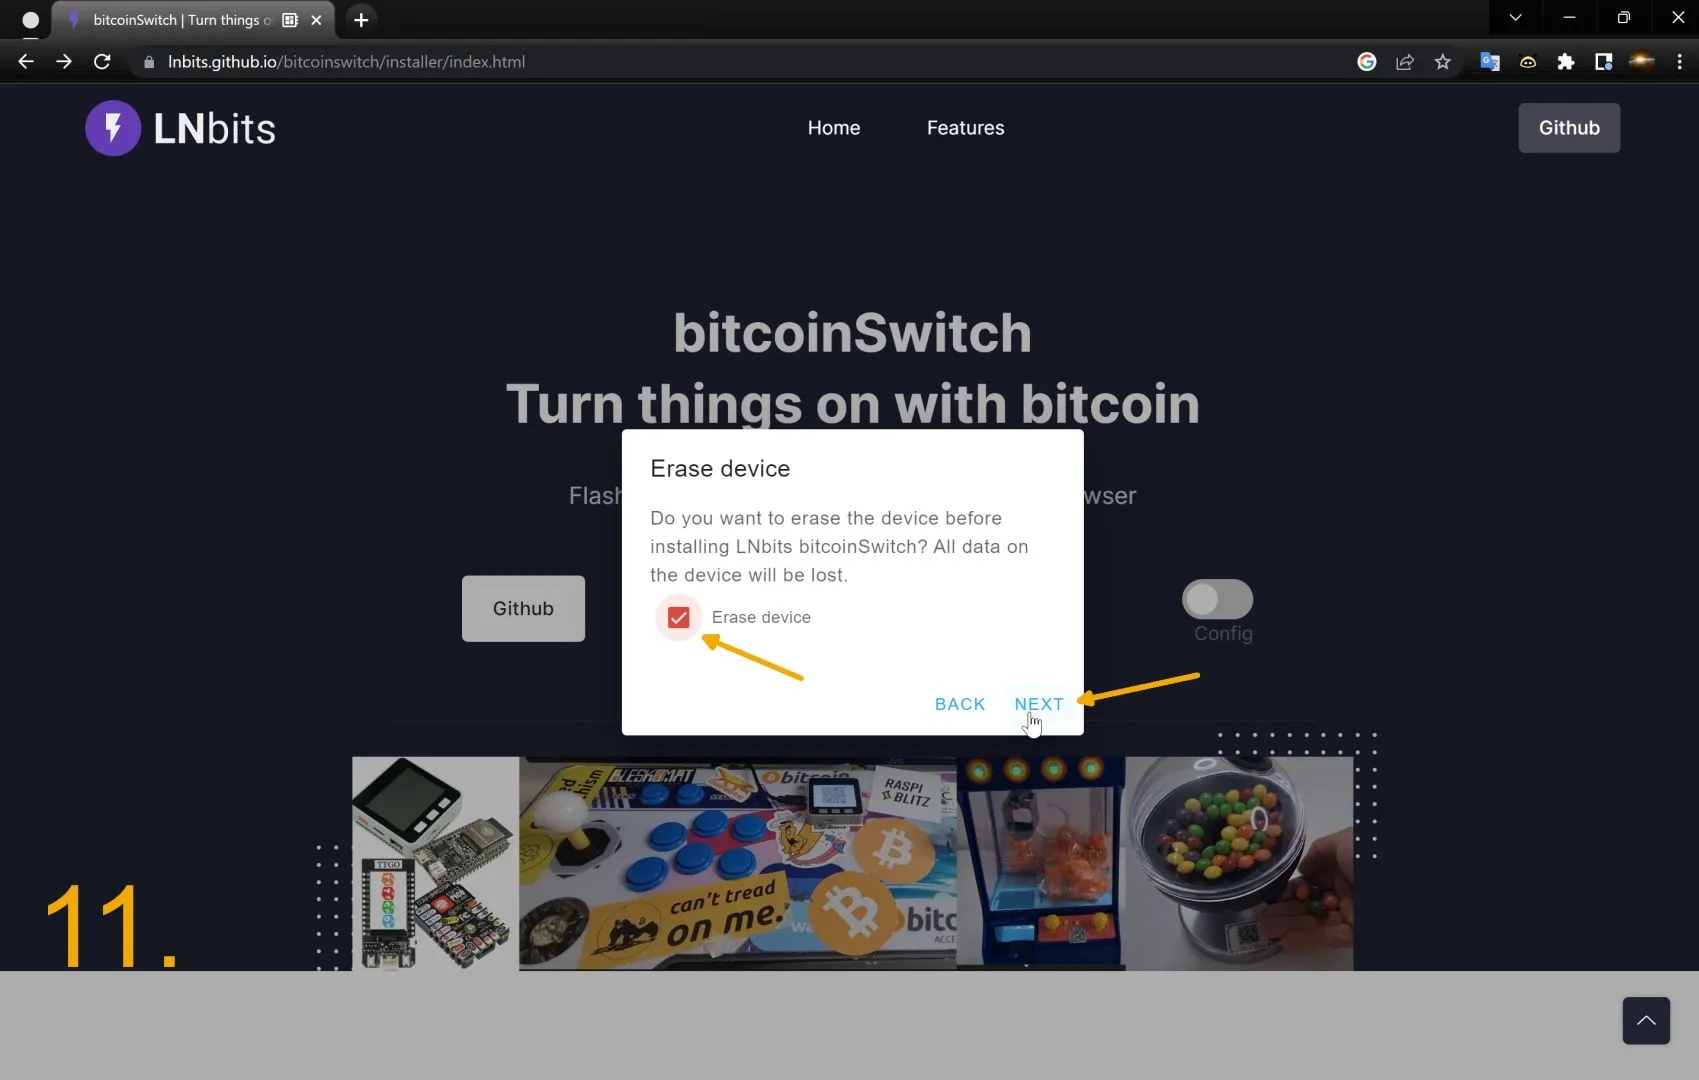 bitcoinSwitch | Turn things o
lnbits.github.io/bitcoinswitch/installer/index.html
LNbits
Home
Features
Github
bitcoinSwitch
Turn things on with bitcoin
Flash
wser
Erase device
Do you want to erase the device before
installing LNbits bitcoinSwitch? All data on
the device will be lost.
Erase device
BACK
NEXT
Github
Config
BLESKOMAT
bitcoin
RASPI
BLITZ
TTGO
can't tread
on me.
bitc
ACCE
11.